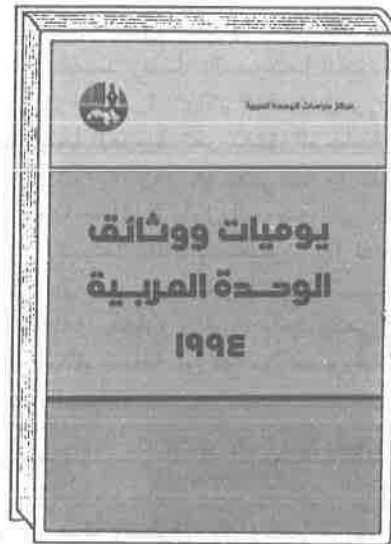 مركز دراسات الوحدة العربية
يوميات ووثائق
الوحدة العربية
١٩٩٤